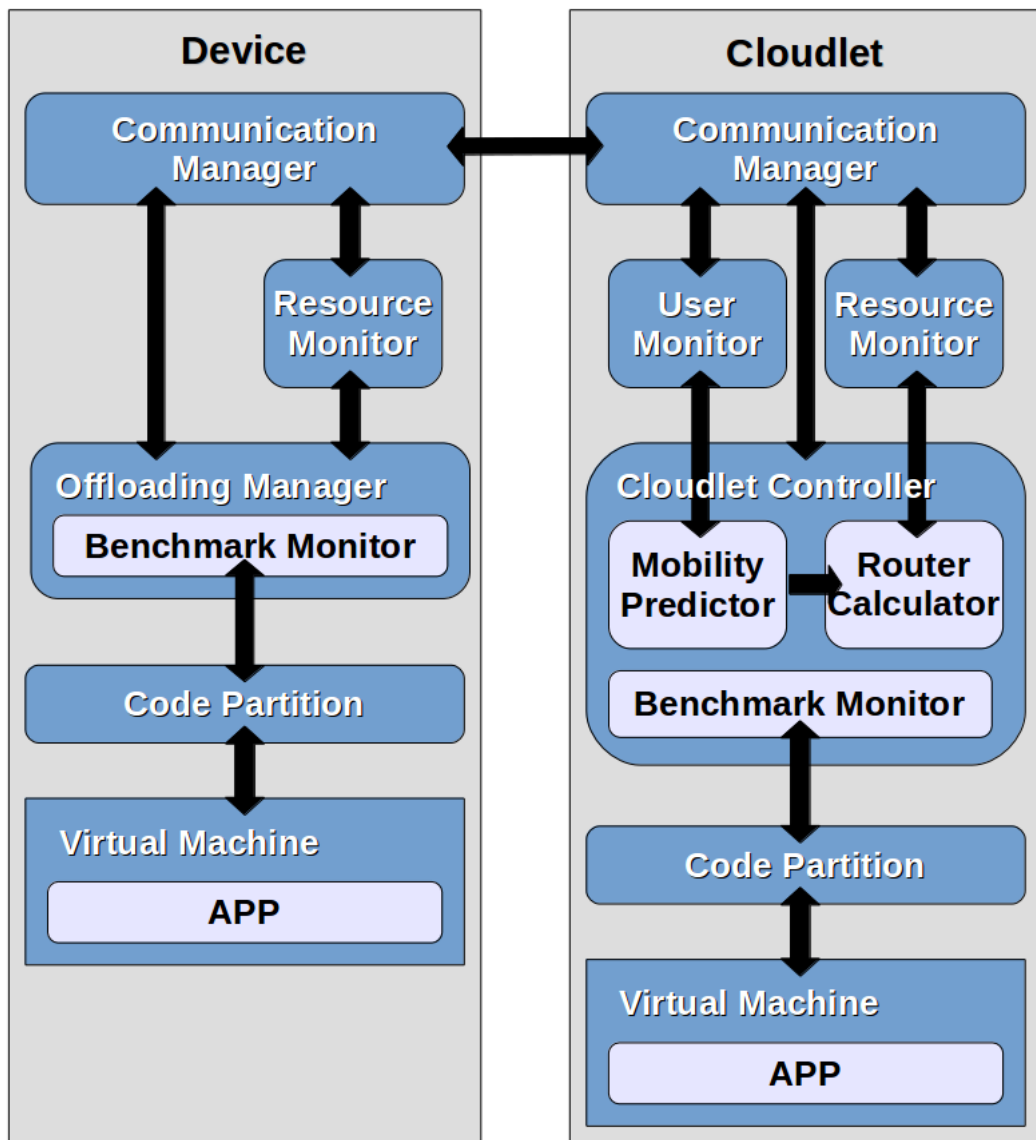 Device
Communication
Manager
Resource
Monitor
Offloading Manager
Benchmark Monitor
Code Partition
Virtual Machine
APP
Cloudlet
Communication
Manager
User
Monitor
Resource
Monitor
Cloudlet Controller
Mobility
Predictor
Router
Calculator
Benchmark Monitor
Code Partition
Virtual Machine
APP